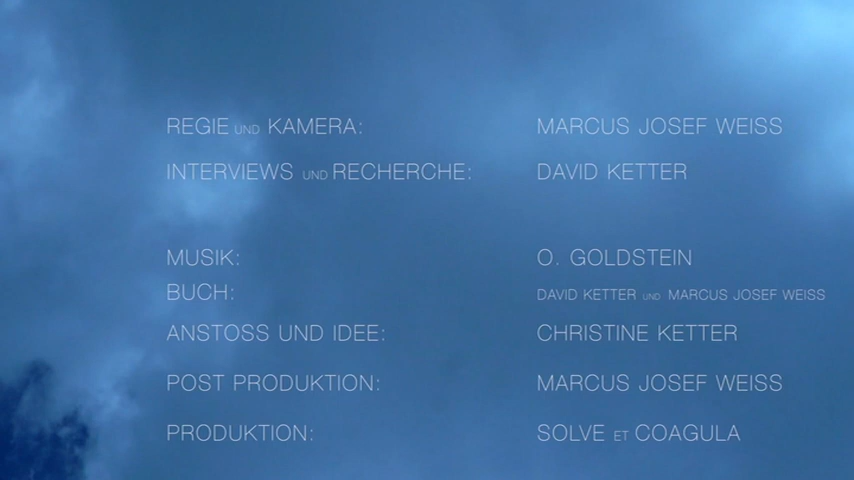 REGIE UND KAMERA: MARCUS JOSEF WEISS
INTERVIEWS UND RECHERCHE: DAVID KETTER
MUSIK: O. GOLDSTEIN
BUCH: DAVID KETTER UND MARCUS JOSEF WEISS
ANSTOSS UND IDEE: CHRISTINE KETTER
POST PRODUKTION: MARCUS JOSEF WEISS
PRODUKTION: SOLVE ET COAGULA